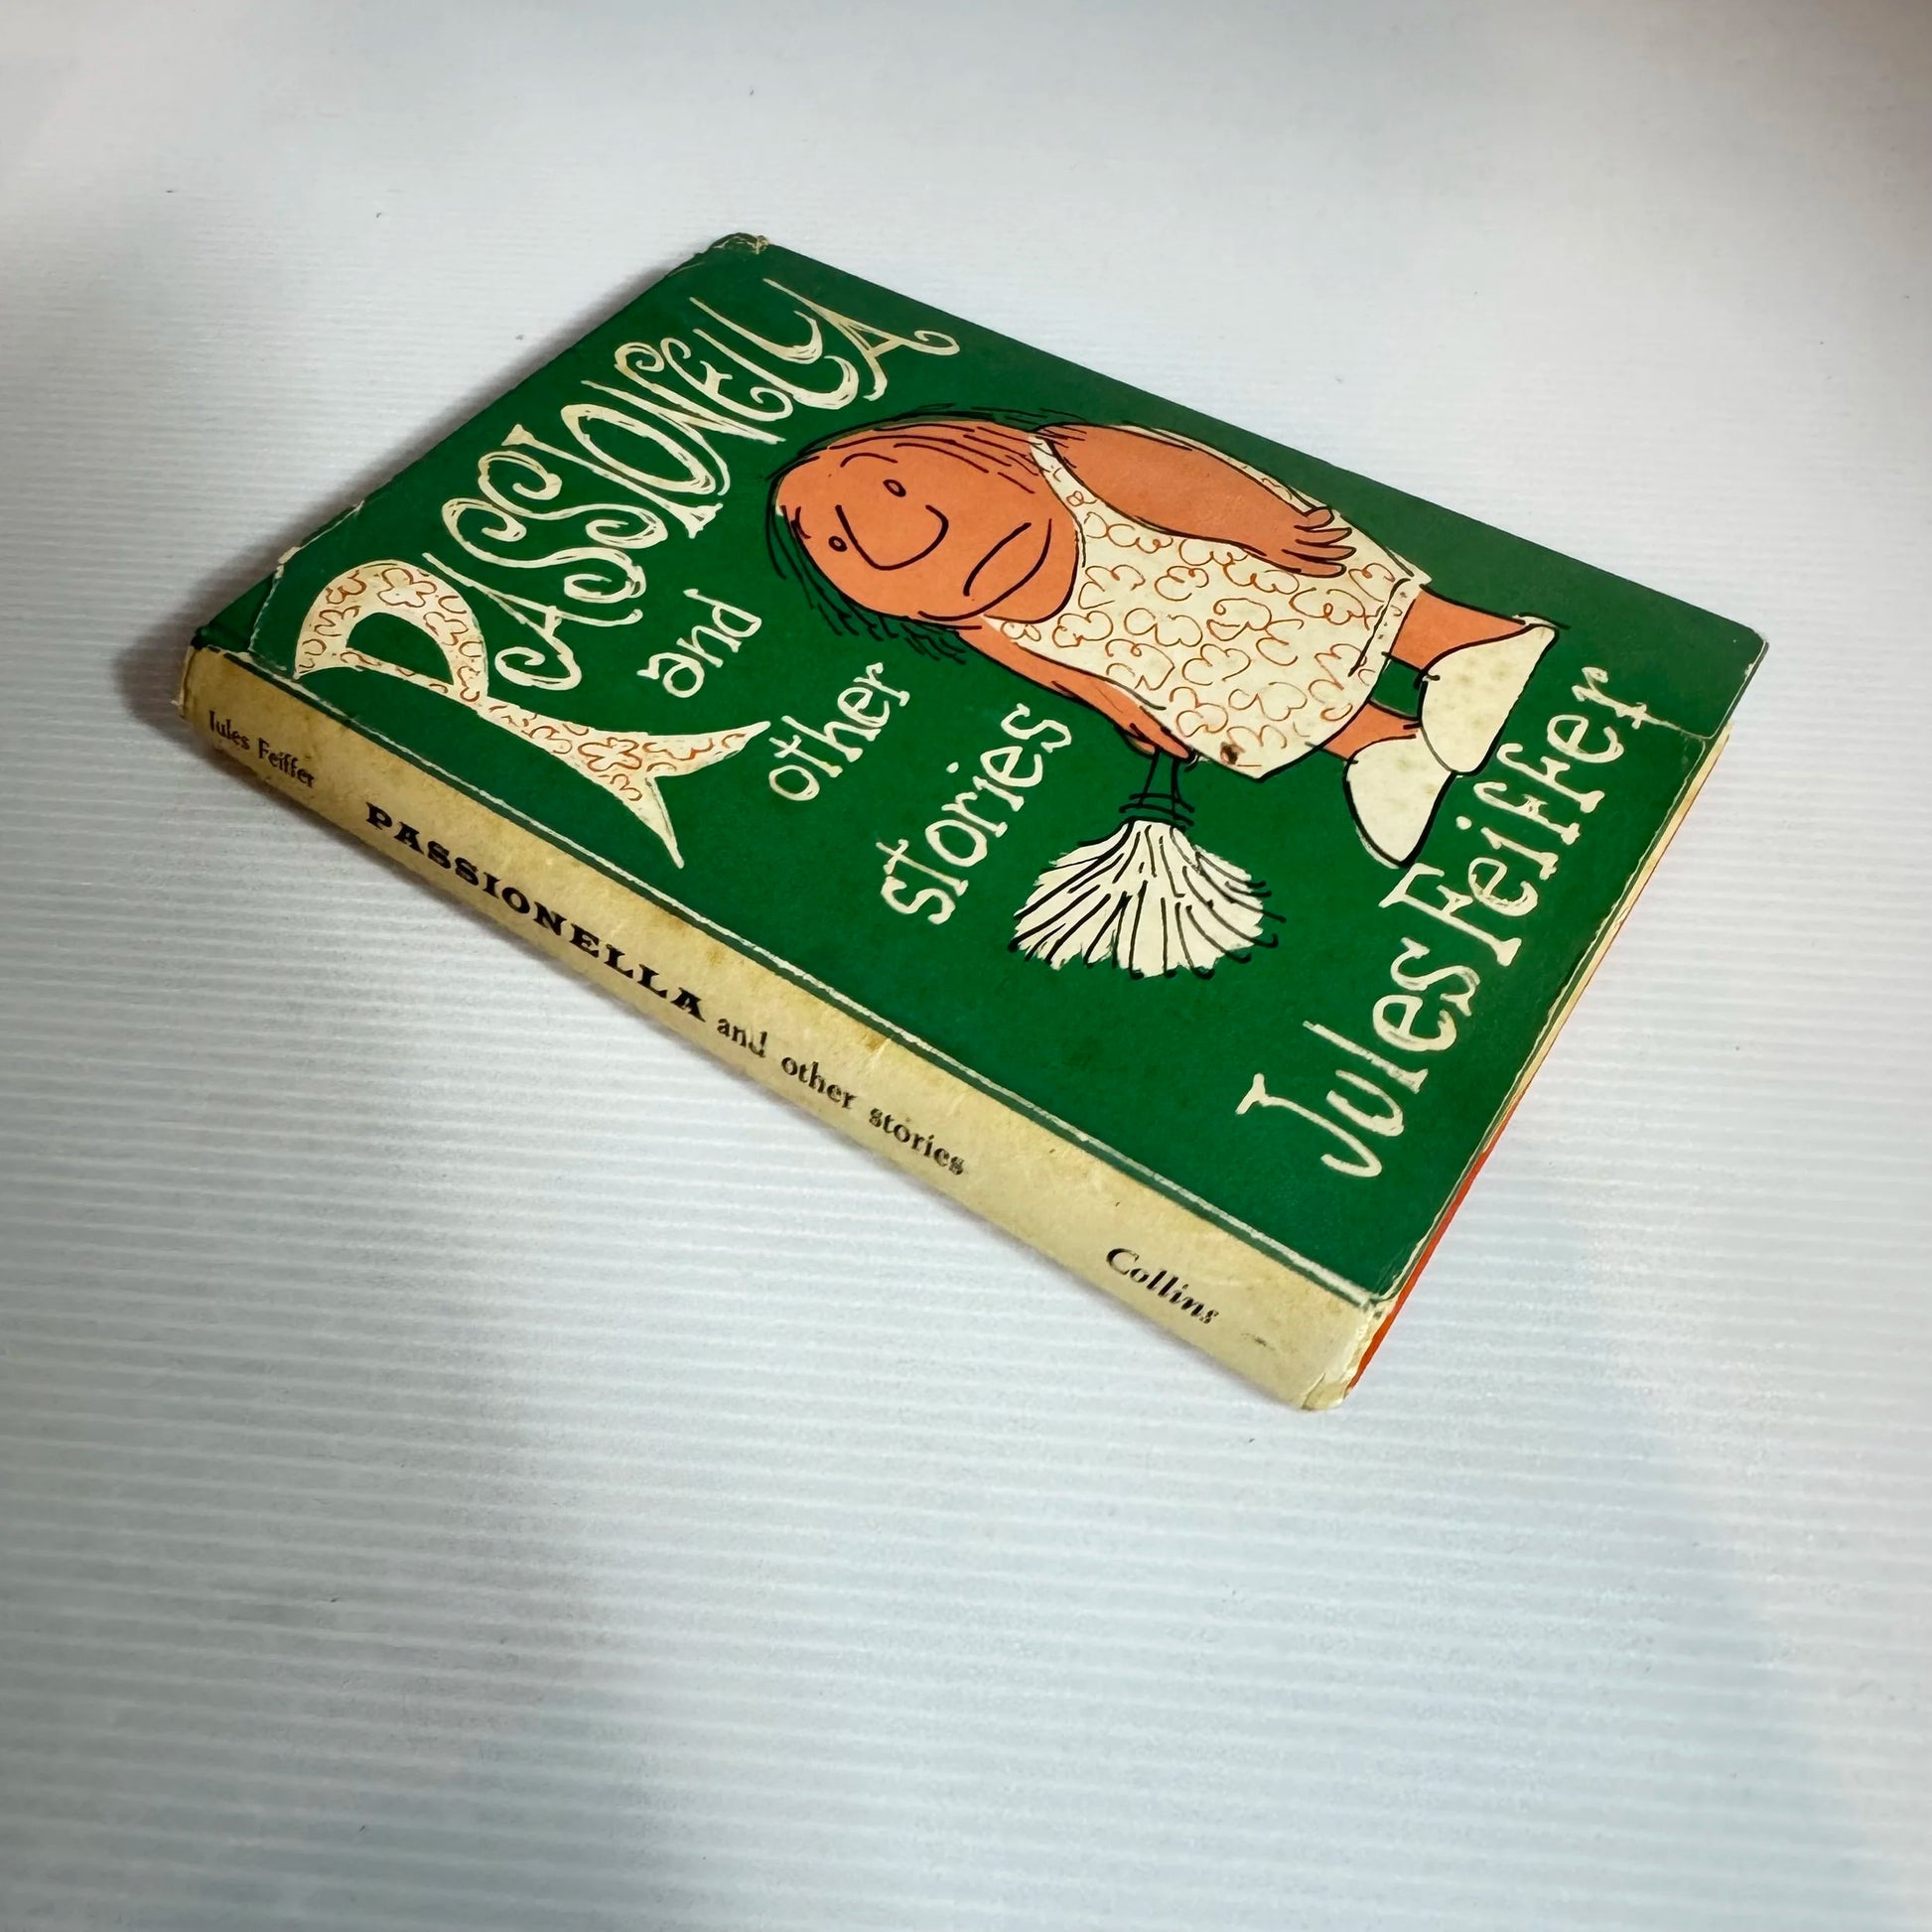 PASSIONELLA
and
other
stories
Jules Feiffer
Jules Feiffer PASSIONELLA and other stories Collins